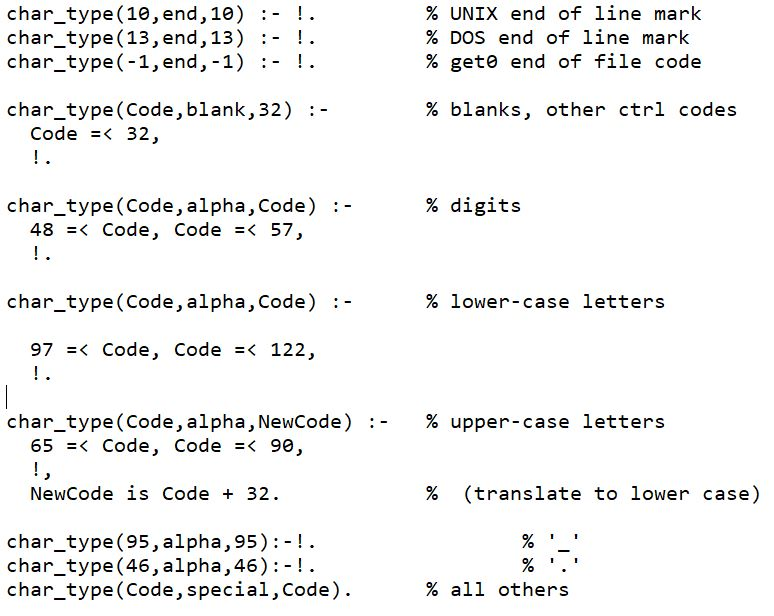 char_type(10,end,10) :- !.         % UNIX end of line mark
char_type(13,end,13) :- !.         % DOS end of line mark
char_type(-1,end,-1) :- !.         % get0 end of file code

char_type(Code,blank,32) :-        % blanks, other ctrl codes
  Code =< 32,
  !.

char_type(Code,alpha,Code) :-      % digits
  48 =< Code, Code =< 57,
  !.

char_type(Code,alpha,Code) :-      % lower-case letters

  97 =< Code, Code =< 122,
  !.

char_type(Code,alpha,NewCode) :-   % upper-case letters
  65 =< Code, Code =< 90,
  !,
  NewCode is Code + 32.            %  (translate to lower case)

char_type(95,alpha,95):-!.                 % '_'
char_type(46,alpha,46):-!.                 % '.'
char_type(Code,special,Code).      % all others